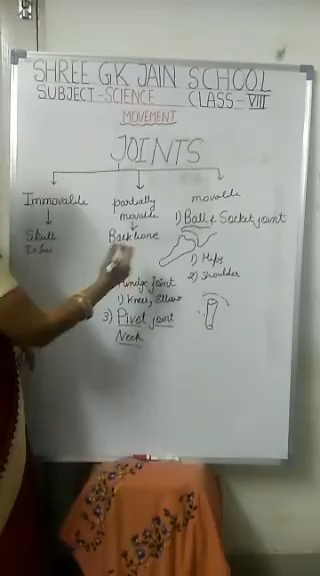 SHREE GK JAIN SCHOOL
SUBJECT-SCIENCE CLASS-VIII
MOVEMENT
JOINTS
Immovable
Skull
partially
movable
Backbone
movable
1) Ball & Socket joint
1) Hips
2) Shoulder
Hinge joint
1) Knees, Elbow
3) Pivot joint
Neck